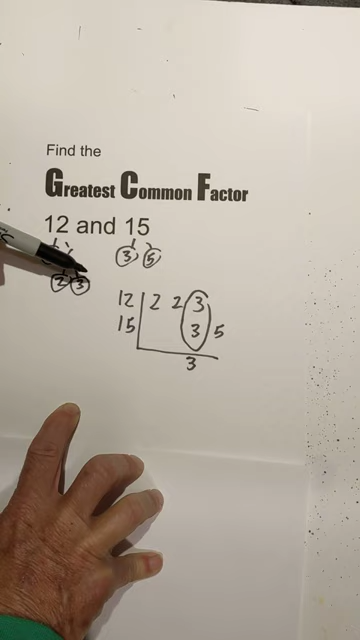 Find the
Greatest Common Factor
12 and 15
3 5
2 3
12 2 2 3
15 3 5
3